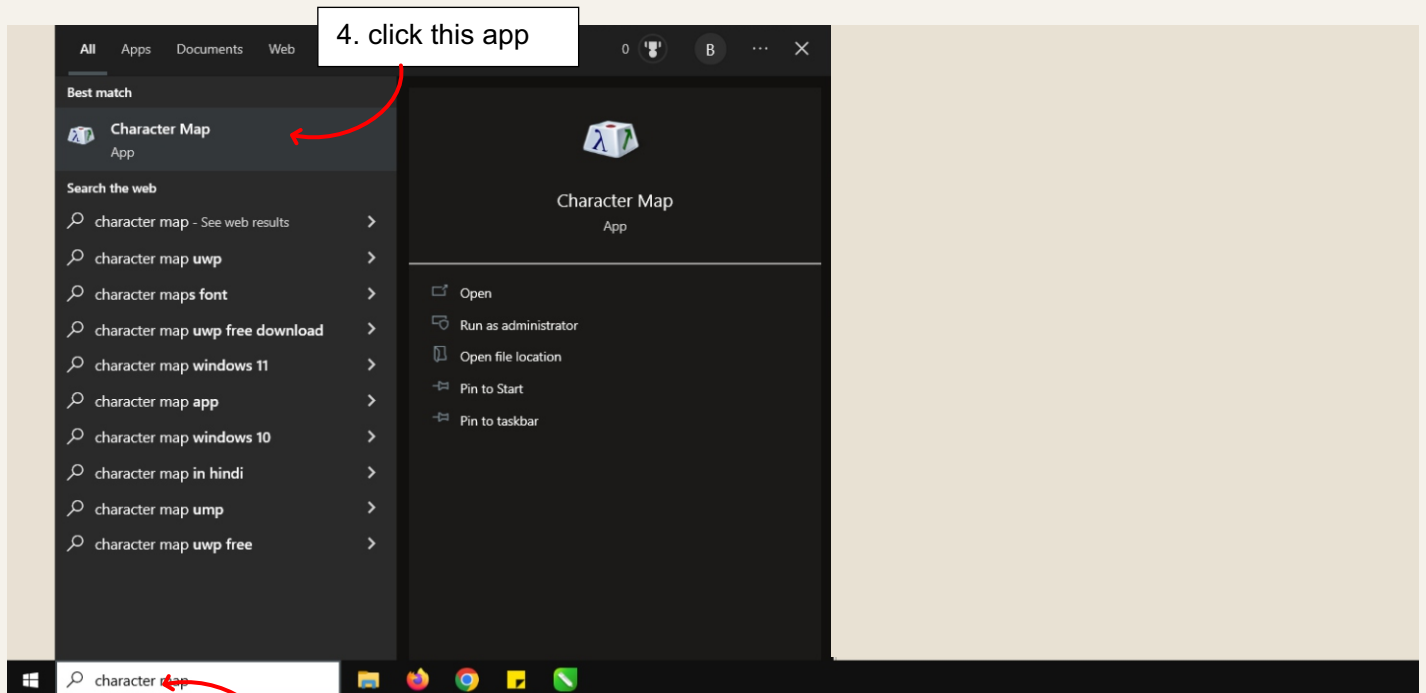 4. click this app
All Apps Documents Web
0 B ... ×
Best match
Character Map
App
Search the web
character map - See web results
character map uwp
character maps font
character map uwp free download
character map windows 11
character map app
character map windows 10
character map in hindi
character map ump
character map uwp free
λ
Character Map
App
Open
Run as administrator
Open file location
Pin to Start
Pin to taskbar
character map